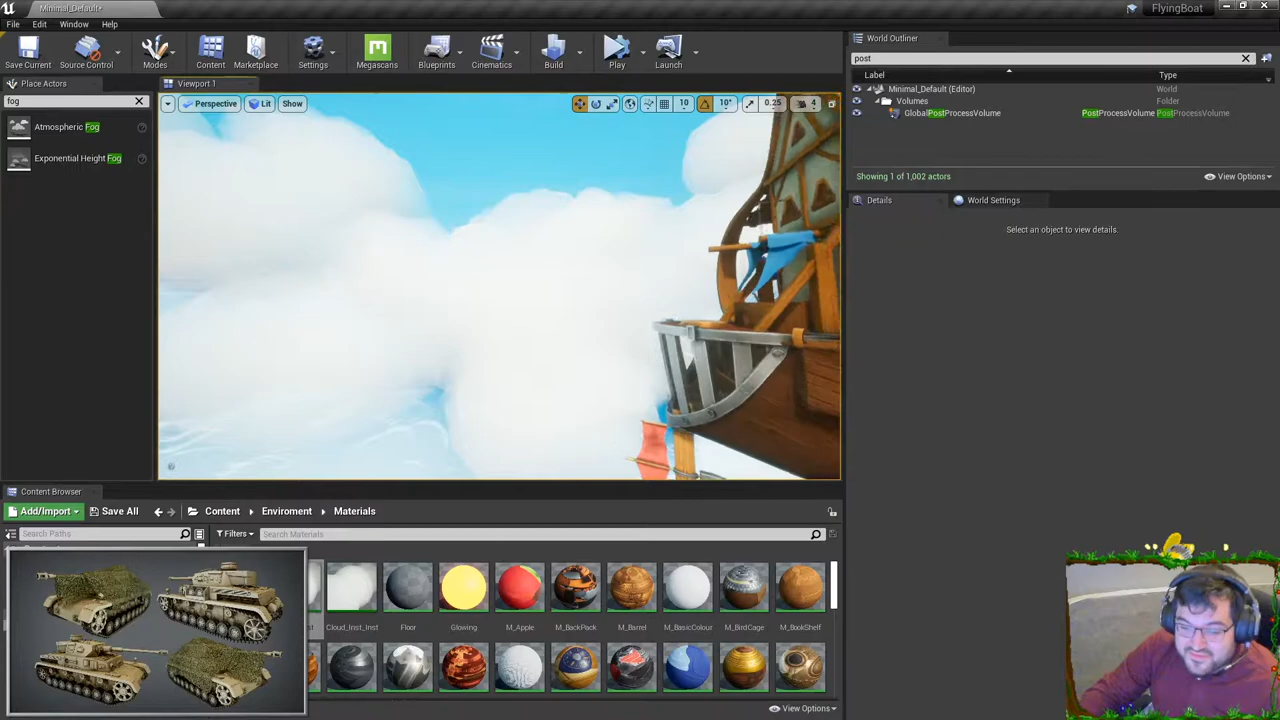 Minimal_Default*
FlyingBoat
File Edit Window Help
Save Current
Source Control
Modes
Content
Marketplace
Settings
Megascans
Blueprints
Cinematics
Build
Play
Launch
World Outliner
post
Label
Type
Minimal_Default (Editor)
World
Volumes
Folder
GlobalPostProcessVolume
PostProcessVolume PostProcessVolume
Showing 1 of 1,002 actors
View Options
Details
World Settings
Select an object to view details.
Place Actors
fog
Atmospheric Fog
Exponential Height Fog
Viewport 1
Perspective
Lit
Show
10
10°
0.25
4
Content Browser
Add/Import
Save All
Content
Enviroment
Materials
Search Paths
Filters
Search Materials
Cloud_Inst_Inst
Floor
Glowing
M_Apple
M_BackPack
M_Barrel
M_BasicColour
M_BirdCage
M_BookShelf
View Options